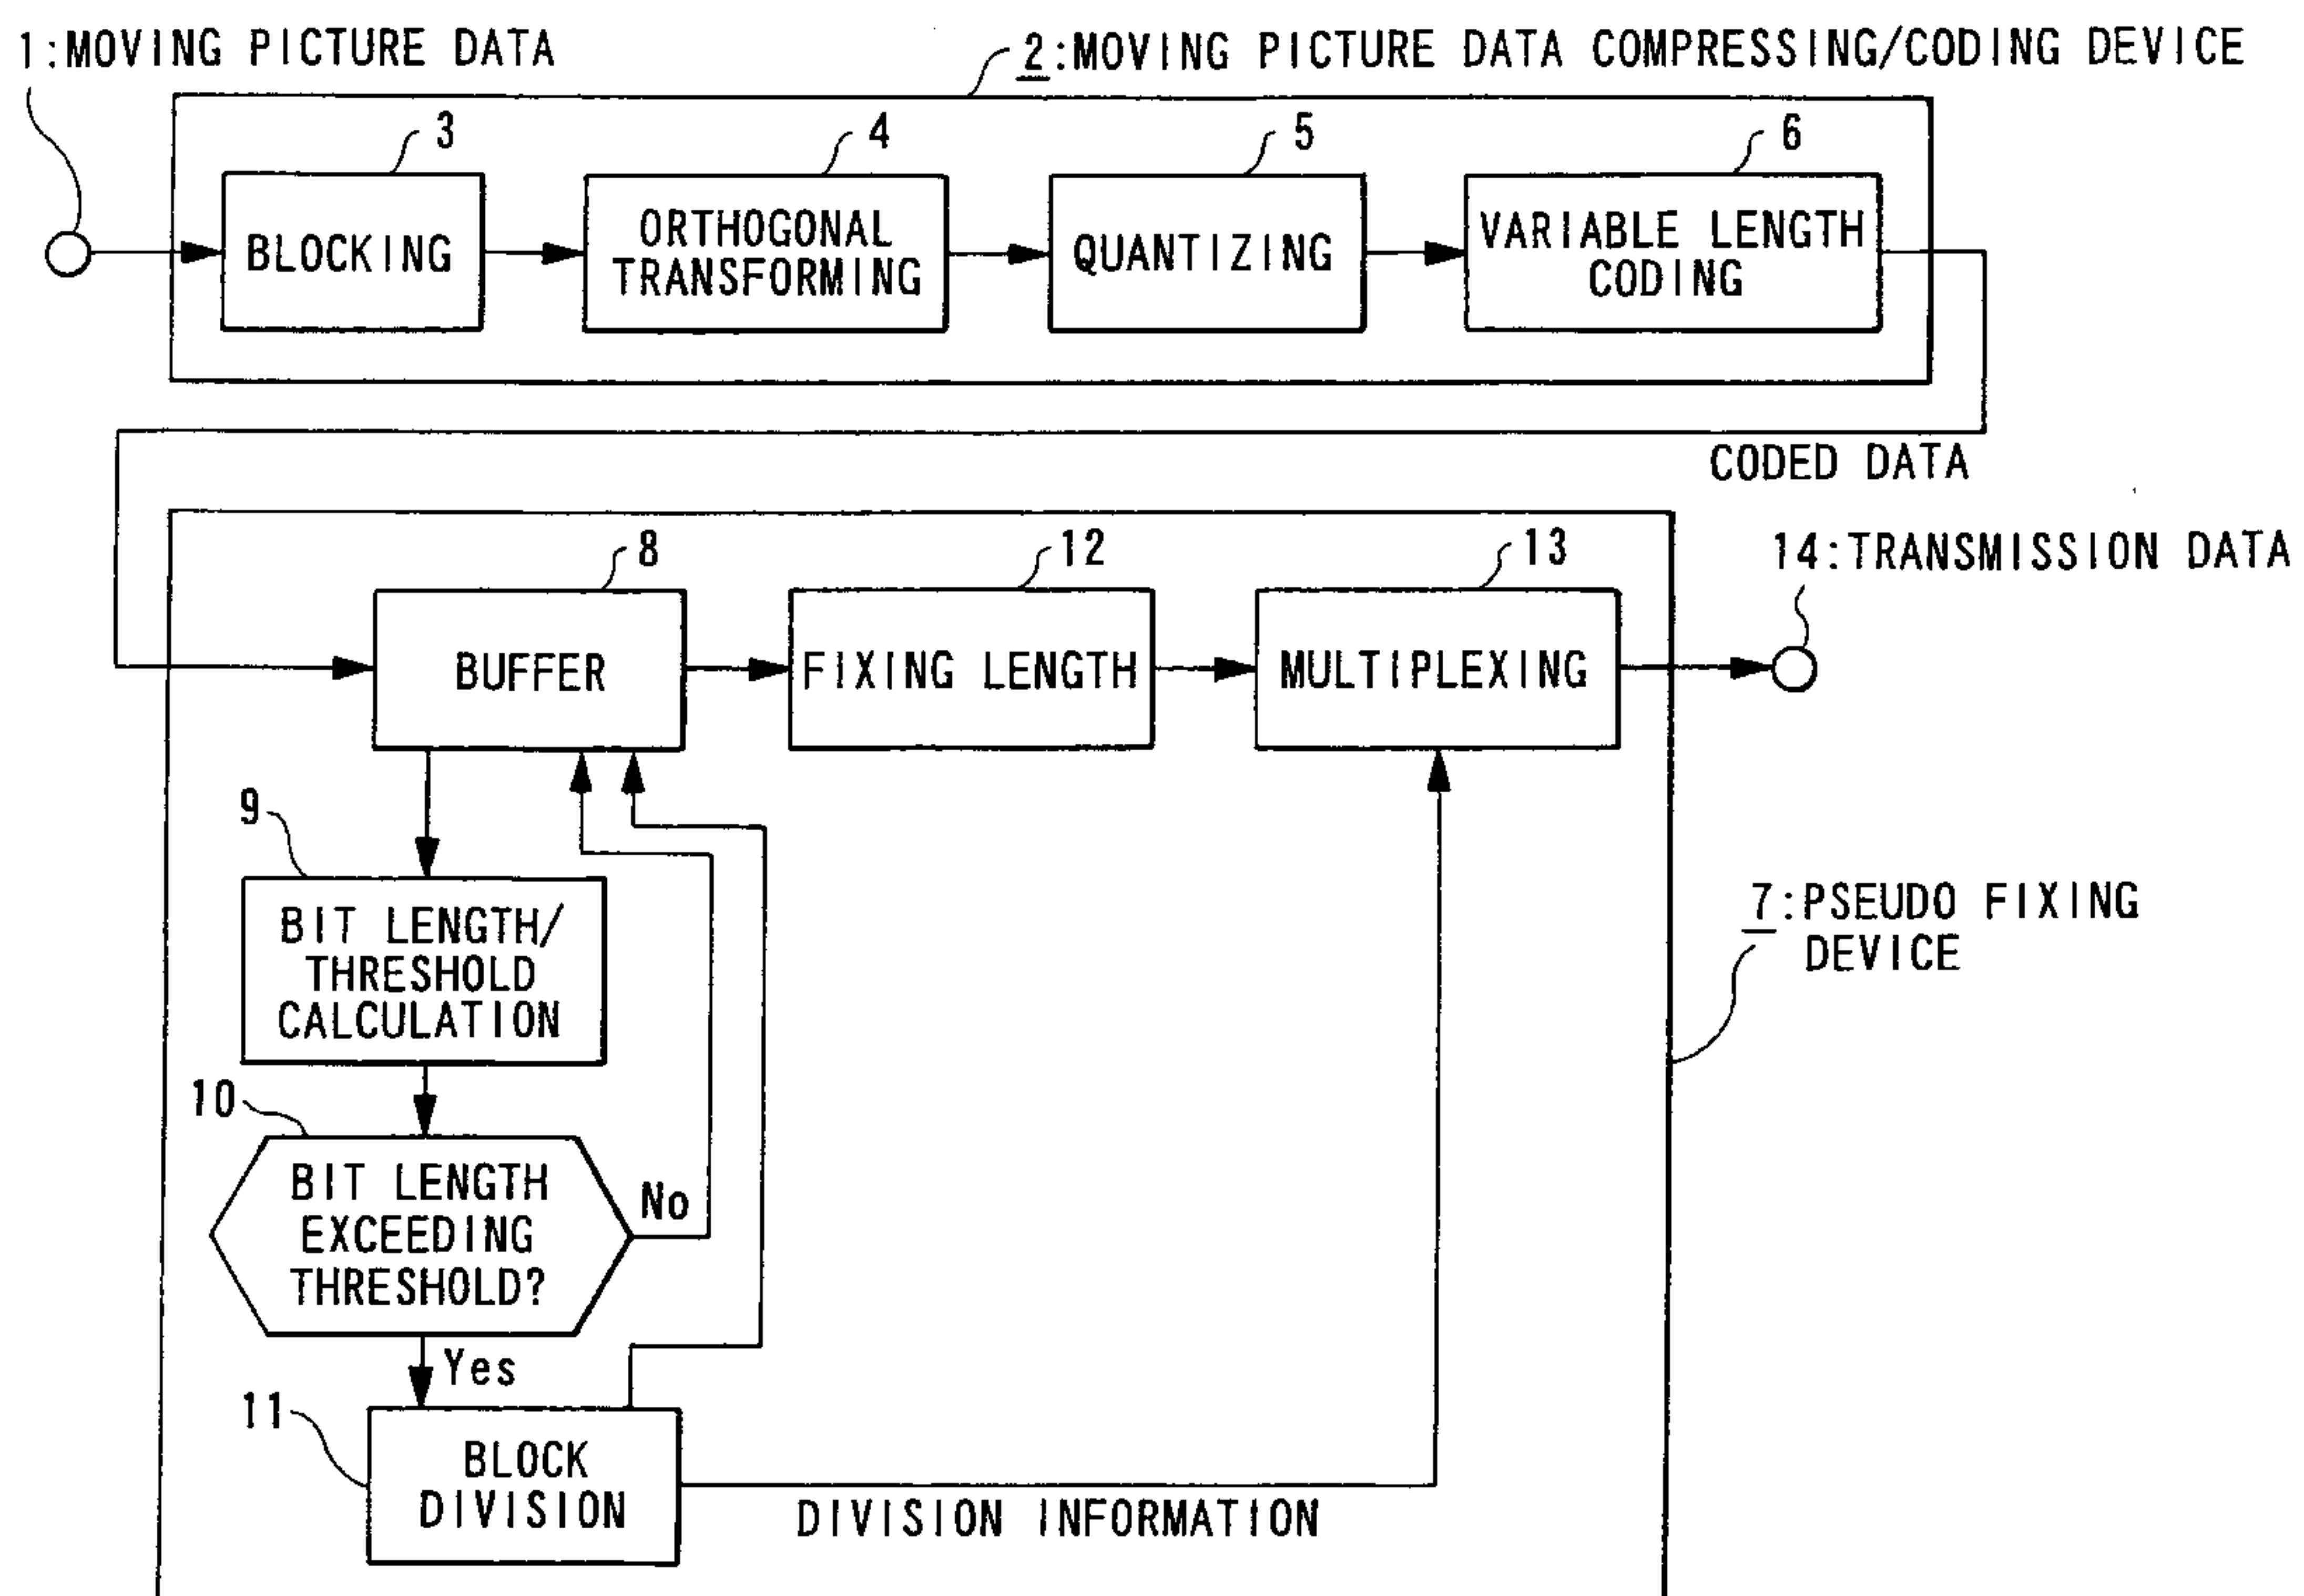 1:MOVING PICTURE DATA
2:MOVING PICTURE DATA COMPRESSING/CODING DEVICE
3
4
5
6
BLOCKING
ORTHOGONAL
TRANSFORMING
QUANTIZING
VARIABLE LENGTH
CODING
CODED DATA
8
12
13
14:TRANSMISSION DATA
BUFFER
FIXING LENGTH
MULTIPLEXING
9
BIT LENGTH/
THRESHOLD
CALCULATION
7:PSEUDO FIXING
DEVICE
10
BIT LENGTH
EXCEEDING
THRESHOLD?
No
Yes
11
BLOCK
DIVISION
DIVISION INFORMATION